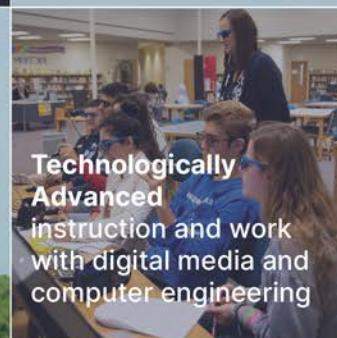 Technologically
Advanced
instruction and work
with digital media and
computer engineering